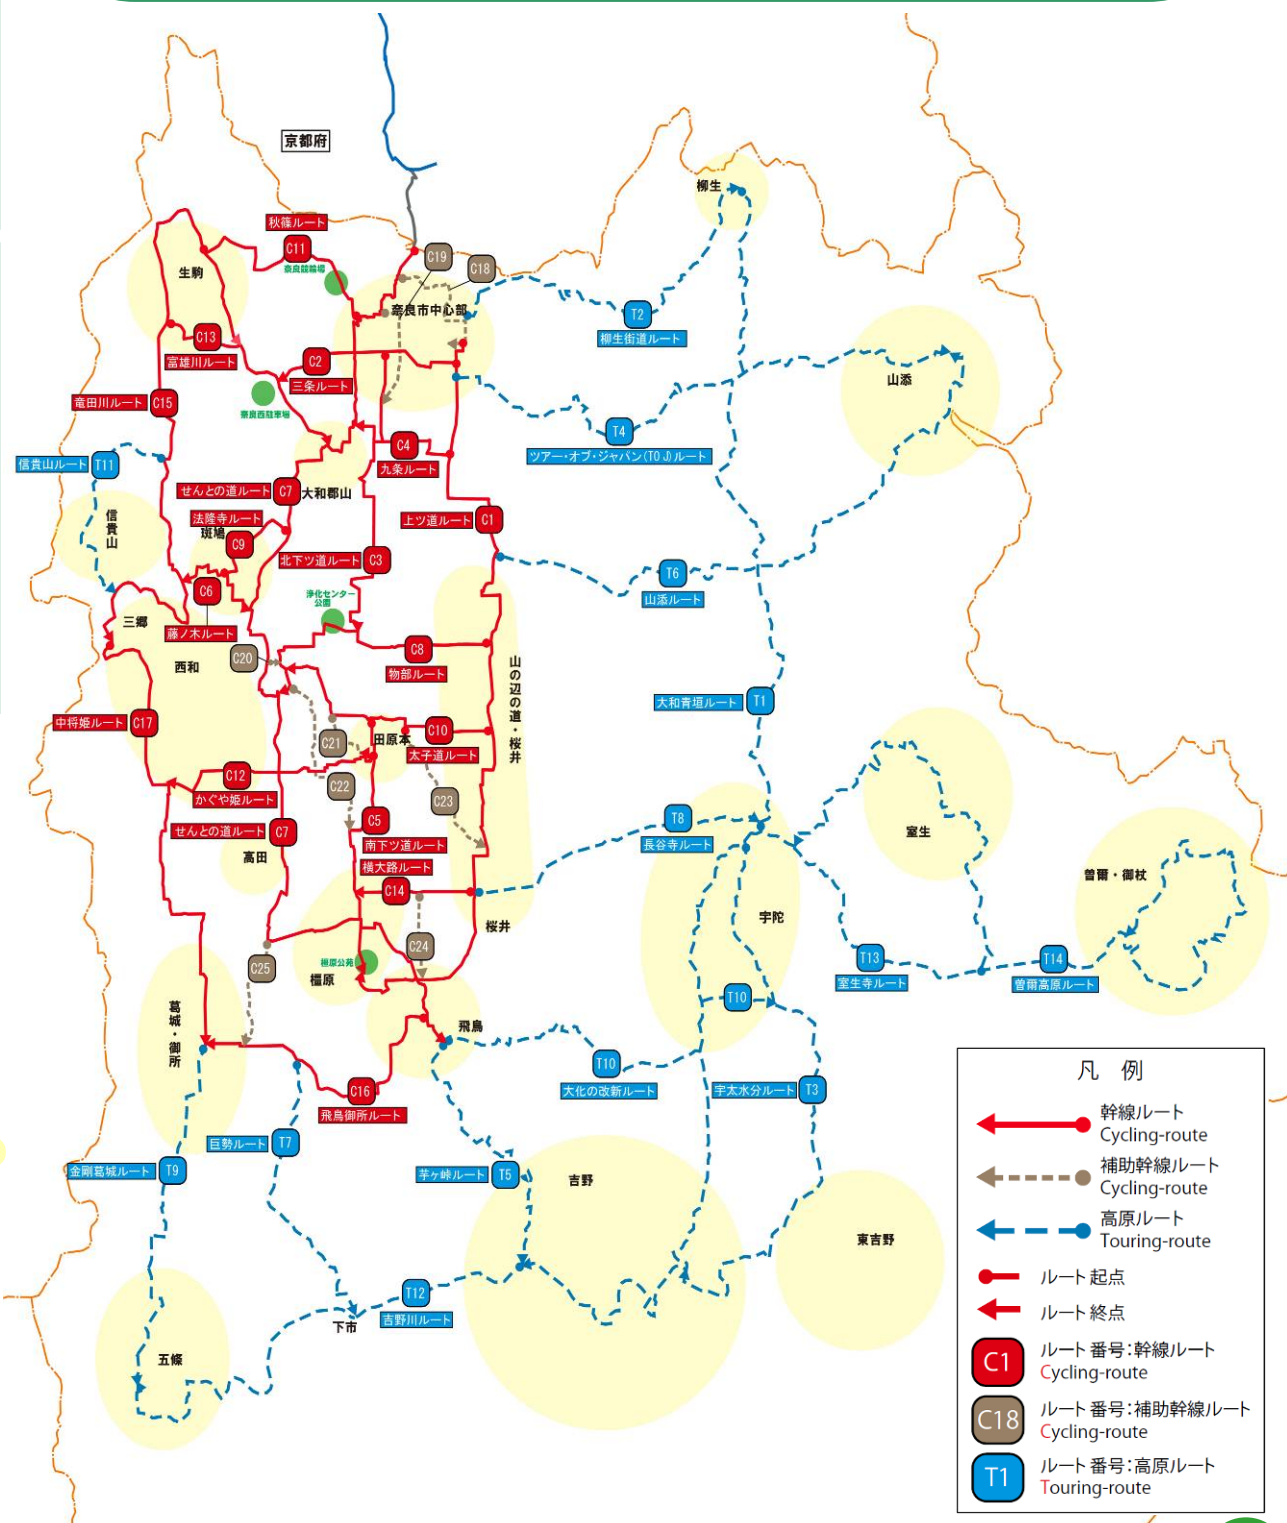 京都府
柳生
秋篠ルート
C11
C19
C18
奈良競輪場
生駒
奈良市中心部
T2
柳生街道ルート
C13
富雄川ルート
C2
三条ルート
山添
竜田川ルート
C15
奈良西駐車場
T4
ツアー・オブ・ジャパン(TOJ)ルート
C4
九条ルート
信貴山ルート
T11
せんとの道ルート
C7
大和郡山
信貴山
法隆寺ルート
斑鳩
C9
上ツ道ルート
C1
北下ツ道ルート
C3
T6
山添ルート
C6
藤ノ木ルート
浄化センター
公園
三郷
西和
C20
C8
物部ルート
山の辺の道・桜井
大和青垣ルート
T1
中将姫ルート
C17
C21
田原本
C10
太子道ルート
C12
かぐや姫ルート
C22
C23
せんとの道ルート
C7
C5
南下ツ道ルート
T8
長谷寺ルート
室生
高田
横大路ルート
C14
曽爾・御杖
桜井
宇陀
C24
C25
橿原公苑
橿原
T13
室生寺ルート
T14
曽爾高原ルート
T10
葛城・御所
飛鳥
T10
大化の改新ルート
宇太水分ルート
T3
C16
飛鳥御所ルート
巨勢ルート
T7
金剛葛城ルート
T9
芋ヶ峠ルート
T5
吉野
東吉野
T12
吉野川ルート
下市
五條
凡 例
幹線ルート
Cycling-route
補助幹線ルート
Cycling-route
高原ルート
Touring-route
ルート起点
ルート終点
C1
ルート番号:幹線ルート
Cycling-route
C18
ルート番号:補助幹線ルート
Cycling-route
T1
ルート番号:高原ルート
Touring-route